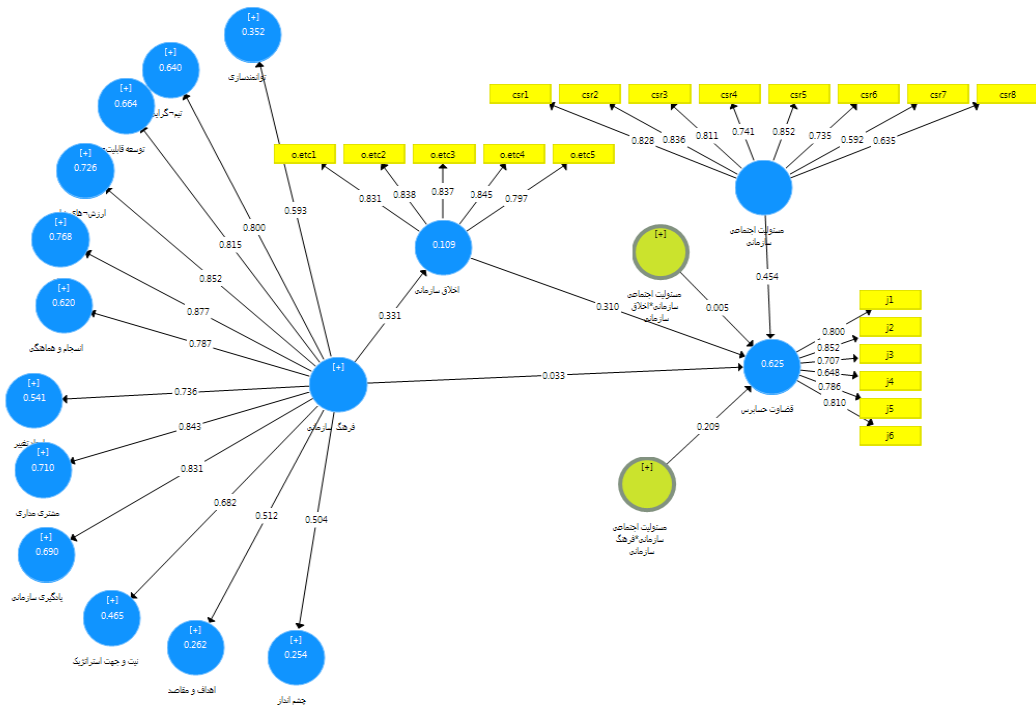 [+]
0.352
توانمندسازی
[+]
0.640
[+]
0.664
توسعه
[+]
0.726
[+]
0.768
[+]
0.620
انسجام و هماهنگی
[+]
0.541
تغییر
[+]
0.710
مشتری مداری
[+]
0.690
یادگیری سازمانی
[+]
0.465
نیت و جهت استراتژیک
[+]
0.262
اهداف و مقاصد
[+]
0.254
چشم انداز
0.593
0.800
0.815
0.852
0.877
0.787
0.736
0.843
0.831
0.682
0.512
0.504
[+]
فرهنگ سازمانی
0.331
0.033
o.etc1
o.etc2
o.etc3
o.etc4
o.etc5
0.831
0.838
0.837
0.845
0.797
0.109
اخلاق سازمانی
0.310
csr1
csr2
csr3
csr4
csr5
csr6
csr7
csr8
0.828
0.836
0.811
0.741
0.852
0.735
0.592
0.635
مسئولیت اجتماعی
سازمانی
0.454
[+]
مسئولیت اجتماعی
سازمانی*اخلاق
سازمانی
0.005
0.625
قضاوت حسابرس
[+]
مسئولیت اجتماعی
سازمانی*فرهنگ
سازمانی
0.209
j1
j2
j3
j4
j5
j6
0.800
0.852
0.707
0.648
0.786
0.810